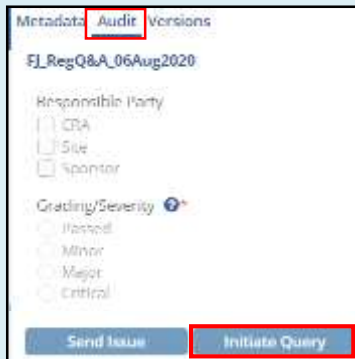 Metadata Audit Versions
FJ_RegQ&A_06Aug2020
Responsible Party
CRA
Site
Sponsor
Grading/Severity ?*
Passed
Minor
Major
Critical
Send Issue Initiate Query